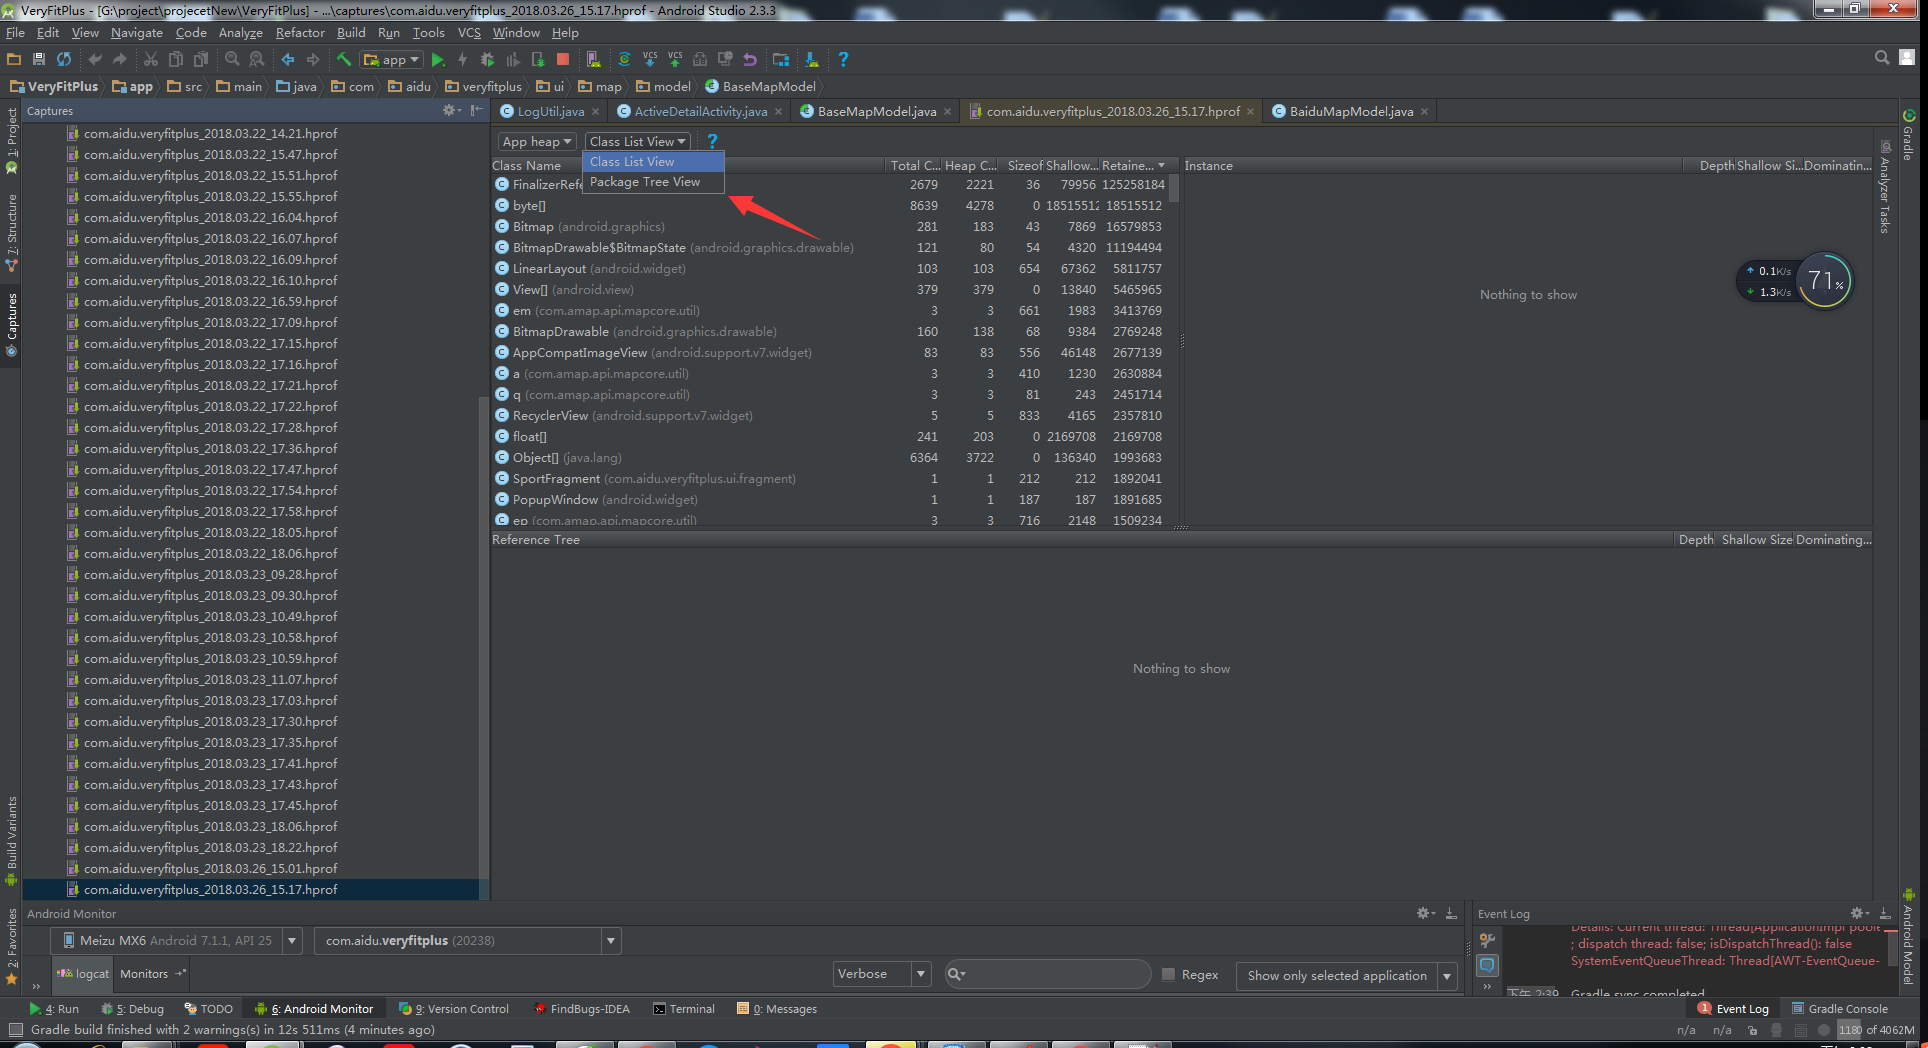 VeryFitPlus - [G:\project\projecetNew\VeryFitPlus] - ...\captures\com.aidu.veryfitplus_2018.03.26_15.17.hprof - Android Studio 2.3.3
File Edit View Navigate Code Analyze Refactor Build Run Tools VCS Window Help
app
VeryFitPlus app src main java com aidu veryfitplus ui map model BaseMapModel
Captures
LogUtil.java ActiveDetailActivity.java BaseMapModel.java com.aidu.veryfitplus_2018.03.26_15.17.hprof BaiduMapModel.java
1: Project
7: Structure
Captures
Build Variants
2: Favorites
com.aidu.veryfitplus_2018.03.22_14.21.hprof
com.aidu.veryfitplus_2018.03.22_15.47.hprof
com.aidu.veryfitplus_2018.03.22_15.51.hprof
com.aidu.veryfitplus_2018.03.22_15.55.hprof
com.aidu.veryfitplus_2018.03.22_16.04.hprof
com.aidu.veryfitplus_2018.03.22_16.07.hprof
com.aidu.veryfitplus_2018.03.22_16.09.hprof
com.aidu.veryfitplus_2018.03.22_16.10.hprof
com.aidu.veryfitplus_2018.03.22_16.59.hprof
com.aidu.veryfitplus_2018.03.22_17.09.hprof
com.aidu.veryfitplus_2018.03.22_17.15.hprof
com.aidu.veryfitplus_2018.03.22_17.16.hprof
com.aidu.veryfitplus_2018.03.22_17.21.hprof
com.aidu.veryfitplus_2018.03.22_17.22.hprof
com.aidu.veryfitplus_2018.03.22_17.28.hprof
com.aidu.veryfitplus_2018.03.22_17.36.hprof
com.aidu.veryfitplus_2018.03.22_17.47.hprof
com.aidu.veryfitplus_2018.03.22_17.54.hprof
com.aidu.veryfitplus_2018.03.22_17.58.hprof
com.aidu.veryfitplus_2018.03.22_18.05.hprof
com.aidu.veryfitplus_2018.03.22_18.06.hprof
com.aidu.veryfitplus_2018.03.23_09.28.hprof
com.aidu.veryfitplus_2018.03.23_09.30.hprof
com.aidu.veryfitplus_2018.03.23_10.49.hprof
com.aidu.veryfitplus_2018.03.23_10.58.hprof
com.aidu.veryfitplus_2018.03.23_10.59.hprof
com.aidu.veryfitplus_2018.03.23_11.07.hprof
com.aidu.veryfitplus_2018.03.23_17.03.hprof
com.aidu.veryfitplus_2018.03.23_17.30.hprof
com.aidu.veryfitplus_2018.03.23_17.35.hprof
com.aidu.veryfitplus_2018.03.23_17.41.hprof
com.aidu.veryfitplus_2018.03.23_17.43.hprof
com.aidu.veryfitplus_2018.03.23_17.45.hprof
com.aidu.veryfitplus_2018.03.23_18.06.hprof
com.aidu.veryfitplus_2018.03.23_18.22.hprof
com.aidu.veryfitplus_2018.03.26_15.01.hprof
com.aidu.veryfitplus_2018.03.26_15.17.hprof
App heap Class List View ?
Class List View
Package Tree View
Class Name Total C... Heap C... Sizeof Shallow... Retaine...
FinalizerRefe 2679 2221 36 79956 125258184
byte[] 8639 4278 0 18515512 18515512
Bitmap (android.graphics) 281 183 43 7869 16579853
BitmapDrawable$BitmapState (android.graphics.drawable) 121 80 54 4320 11194494
LinearLayout (android.widget) 103 103 654 67362 5811757
View[] (android.view) 379 379 0 13840 5465965
em (com.amap.api.mapcore.util) 3 3 661 1983 3413769
BitmapDrawable (android.graphics.drawable) 160 138 68 9384 2769248
AppCompatImageView (android.support.v7.widget) 83 83 556 46148 2677139
a (com.amap.api.mapcore.util) 3 3 410 1230 2630884
q (com.amap.api.mapcore.util) 3 3 81 243 2451714
RecyclerView (android.support.v7.widget) 5 5 833 4165 2357810
float[] 241 203 0 2169708 2169708
Object[] (java.lang) 6364 3722 0 136340 1993683
SportFragment (com.aidu.veryfitplus.ui.fragment) 1 1 212 212 1892041
PopupWindow (android.widget) 1 1 187 187 1891685
ep (com.amap.api.mapcore.util) 3 3 716 2148 1509234
Instance Depth Shallow Si... Dominatin...
Nothing to show
0.1K/s
1.3K/s
71%
Reference Tree Depth Shallow Size Dominating...
Nothing to show
Gradle
Analyzer Tasks
Android Model
Android Monitor
Meizu MX6 Android 7.1.1, API 25 com.aidu.veryfitplus (20238)
logcat Monitors Verbose Regex Show only selected application
Event Log
Details: Current thread: Thread[ApplicationImpl poole
; dispatch thread: false; isDispatchThread(): false
SystemEventQueueThread: Thread[AWT-EventQueue-
下午 2:39 Gradle sync completed
4: Run 5: Debug TODO 6: Android Monitor 9: Version Control FindBugs-IDEA Terminal 0: Messages 1 Event Log Gradle Console
Gradle build finished with 2 warnings(s) in 12s 511ms (4 minutes ago) n/a n/a 1180 of 4062M